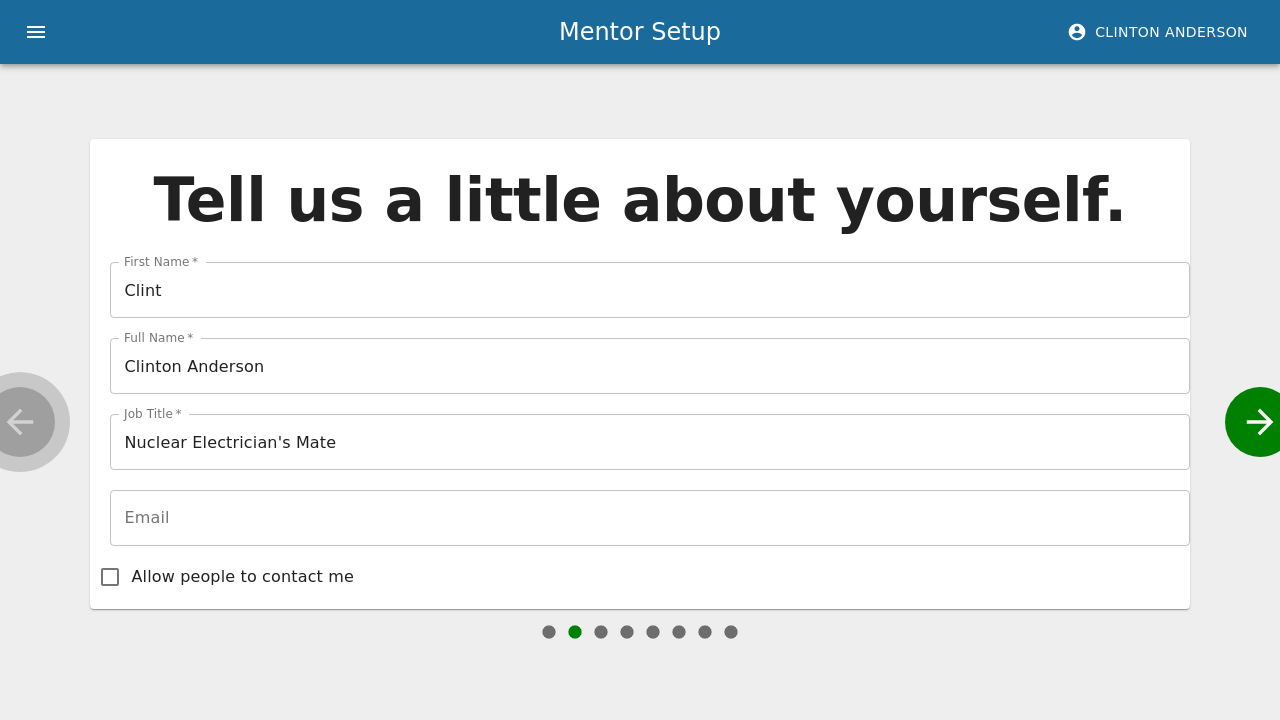 Mentor Setup
CLINTON ANDERSON
Tell us a little about yourself.
First Name *
Clint
Full Name *
Clinton Anderson
Job Title *
Nuclear Electrician's Mate
Email
Allow people to contact me